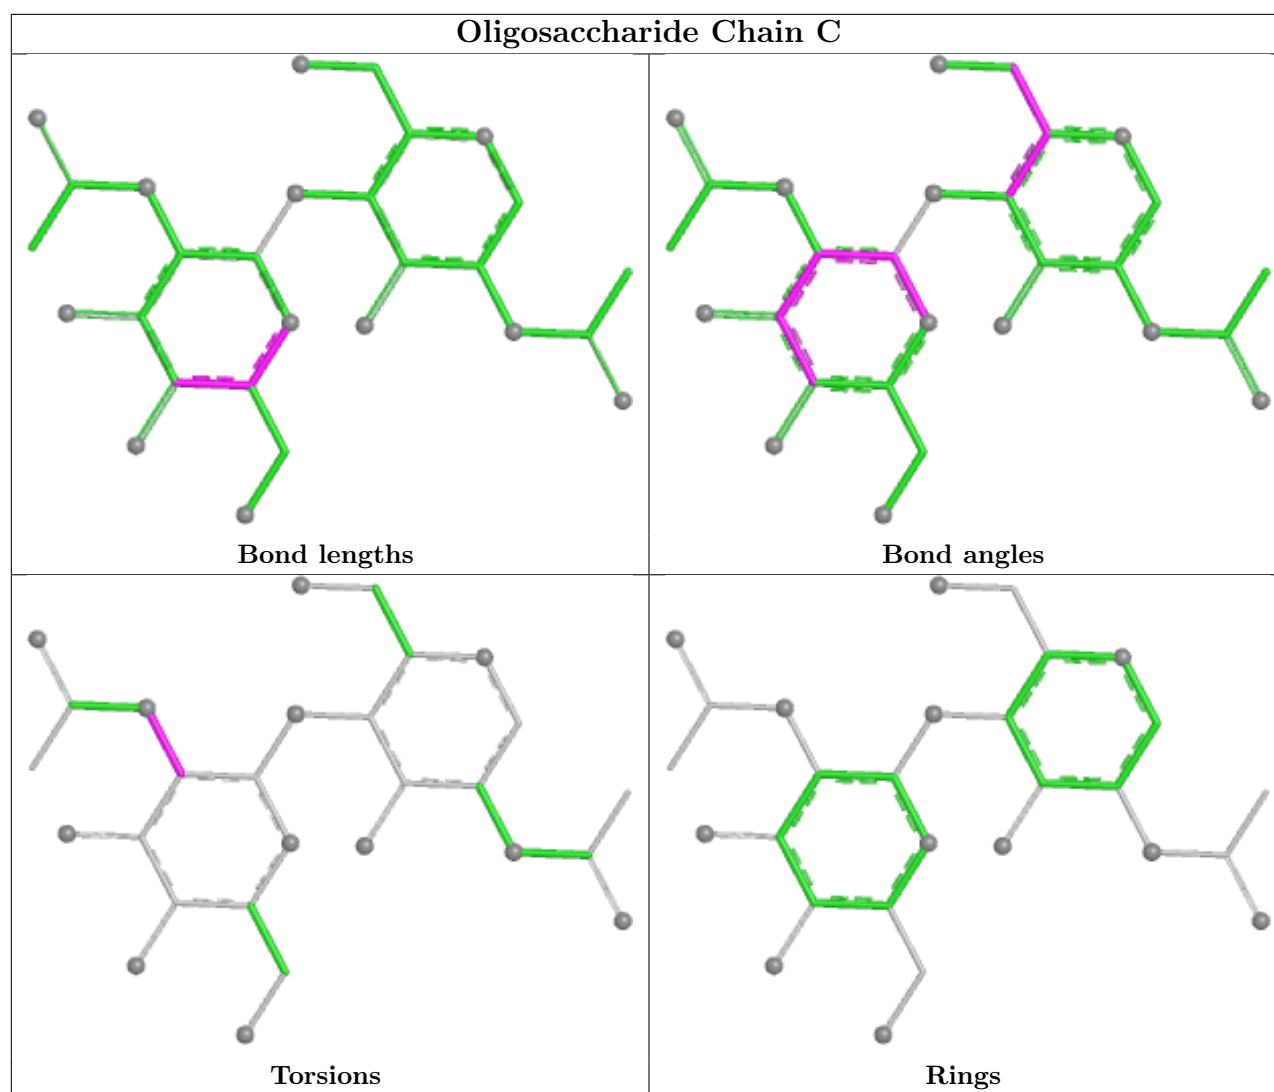 Oligosaccharide Chain C
Bond lengths
Bond angles
Torsions
Rings